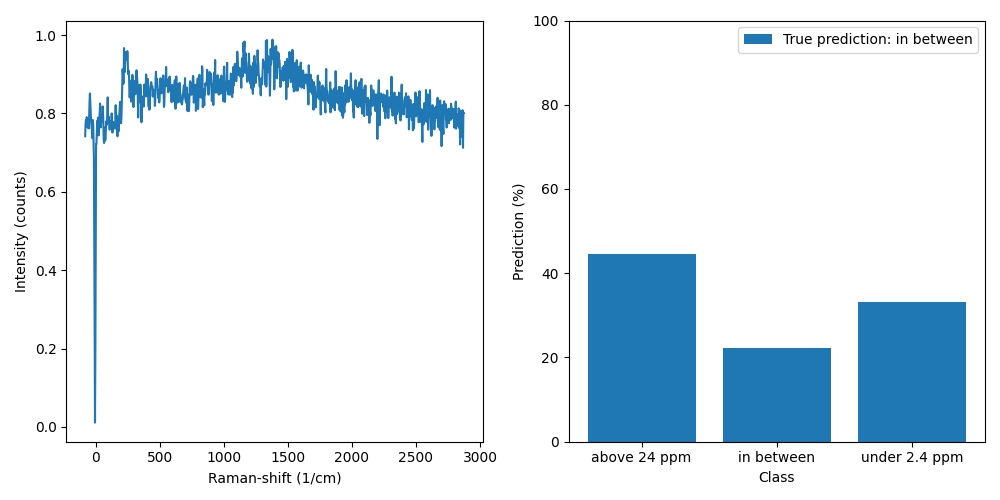 1.0
0.8
0.6
0.4
0.2
0.0
Intensity (counts)
0 500 1000 1500 2000 2500 3000
Raman-shift (1/cm)
100
80
60
40
20
0
Prediction (%)
True prediction: in between
above 24 ppm in between under 2.4 ppm
Class